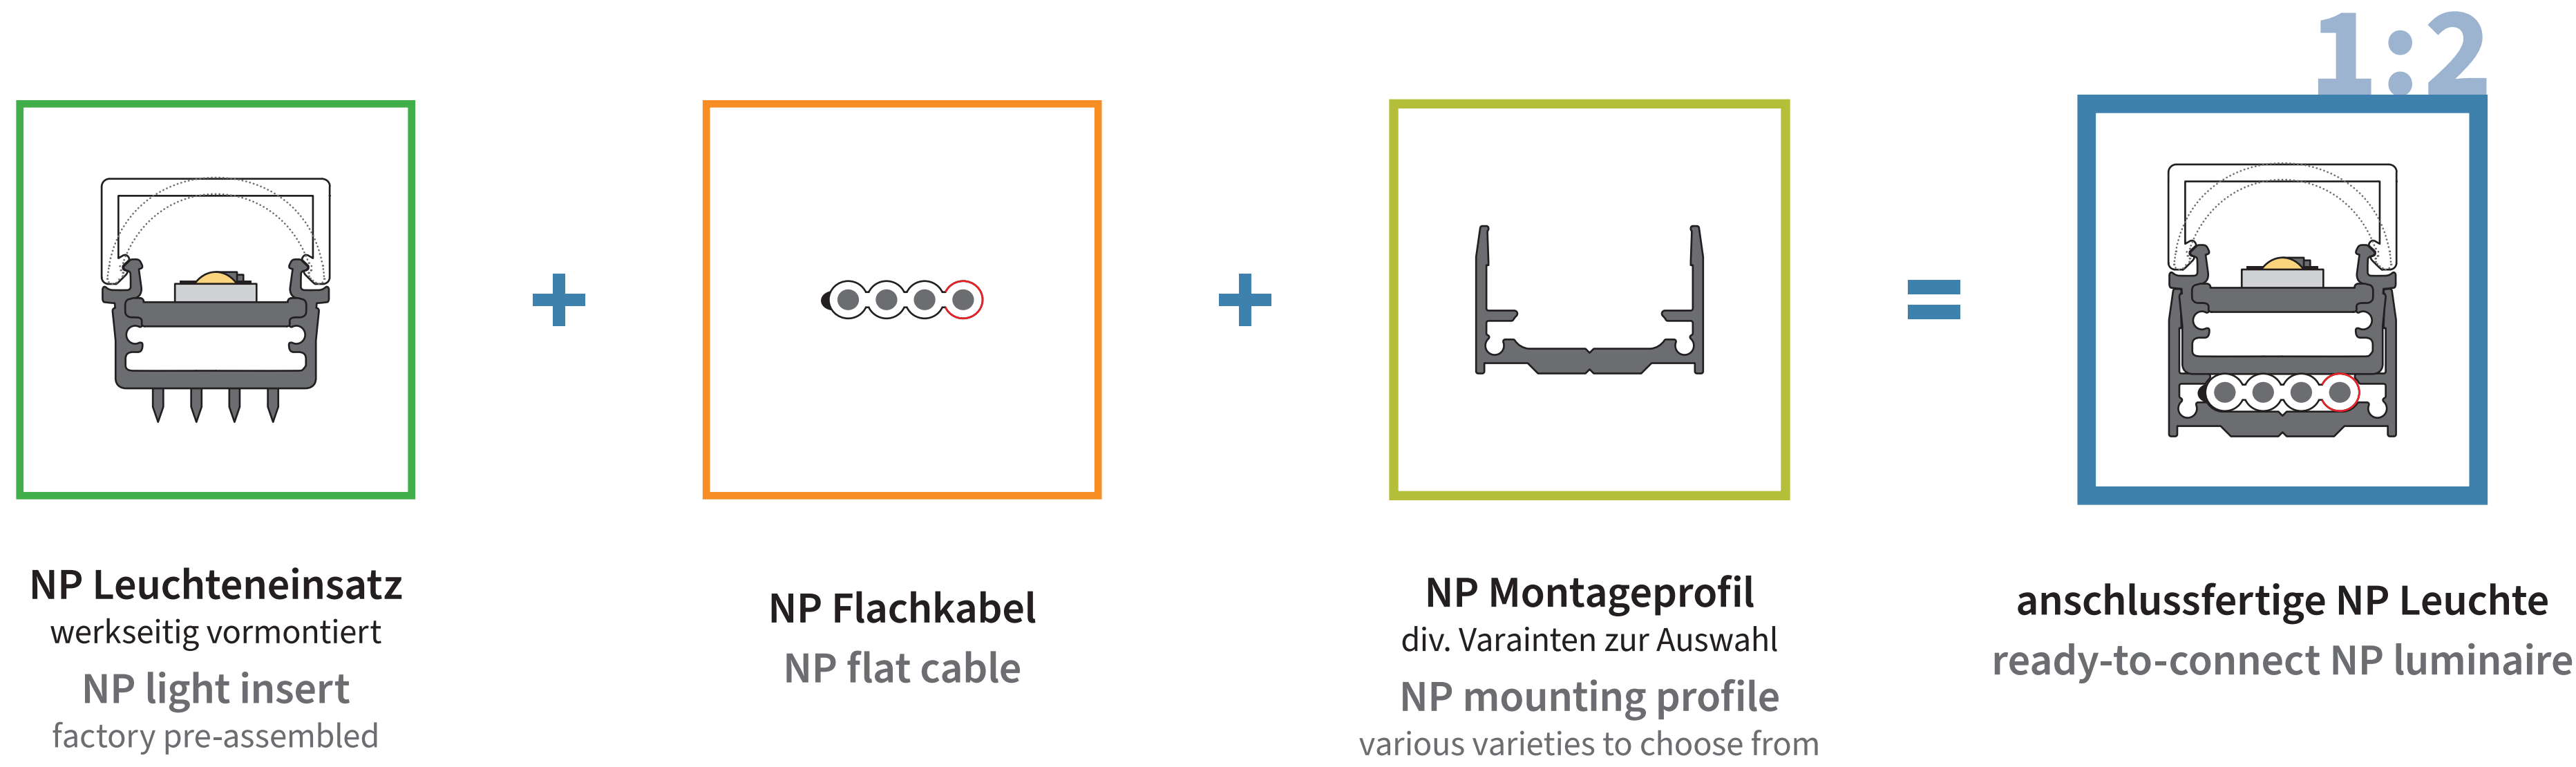 1:2
NP Leuchteneinsatz
werkseitig vormontiert
NP light insert
factory pre-assembled
NP Flachkabel
NP flat cable
NP Montageprofil
div. Varainten zur Auswahl
NP mounting profile
various varieties to choose from
anschlussfertige NP Leuchte
ready-to-connect NP luminaire